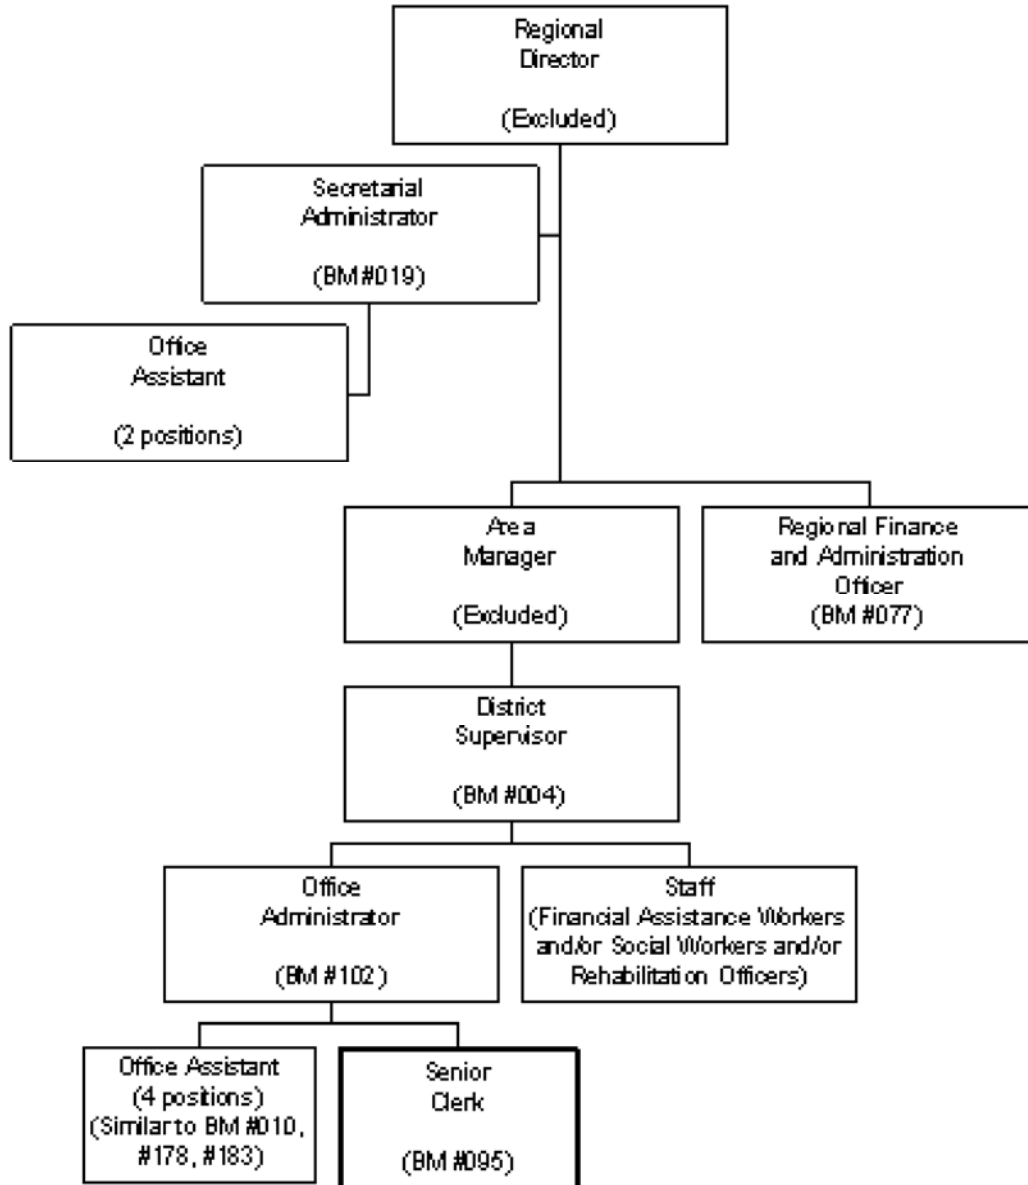 Regional
Director
(Excluded)
Secretarial
Administrator
(BM #019)
Office
Assistant
(2 positions)
Area
Manager
(Excluded)
Regional Finance
and Administration
Officer
(BM #077)
District
Supervisor
(BM #004)
Office
Administrator
(BM #102)
Staff
(Financial Assistance Workers
and/or Social Workers and/or
Rehabilitation Officers)
Office Assistant
(4 positions)
(Similar to BM #010,
#178, #183)
Senior
Clerk
(BM #095)